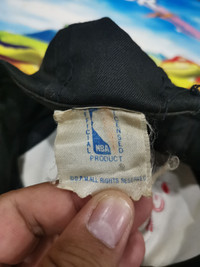 OFFICIAL
LICENSED
NBA
PRODUCT
ALL RIGHTS RESERVED